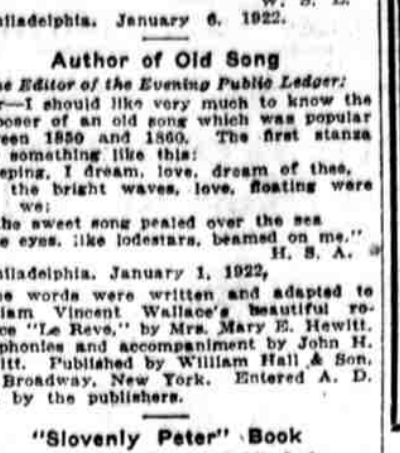 W. S. L.
hiladelphia, January 6, 1922.
Author of Old Song
he Editor of the Evening Public Ledger:
r—I should like very much to know the
poser of an old song which was popular
ween 1850 and 1860. The first stanza
something like this:
eping, I dream, love, dream of thee,
the bright waves, love, floating were
we;
he sweet song pealed over the sea
e eyes, like lodestars, beamed on me."
H. S. A.
hiladelphia, January 1, 1922,
e words were written and adapted to
iam Vincent Wallace's beautiful ro-
ce "Le Reve," by Mrs. Mary E. Hewitt.
phonies and accompaniment by John H.
itt. Published by William Hall & Son,
Broadway, New York. Entered A. D.
by the publishers.
"Slovenly Peter" Book